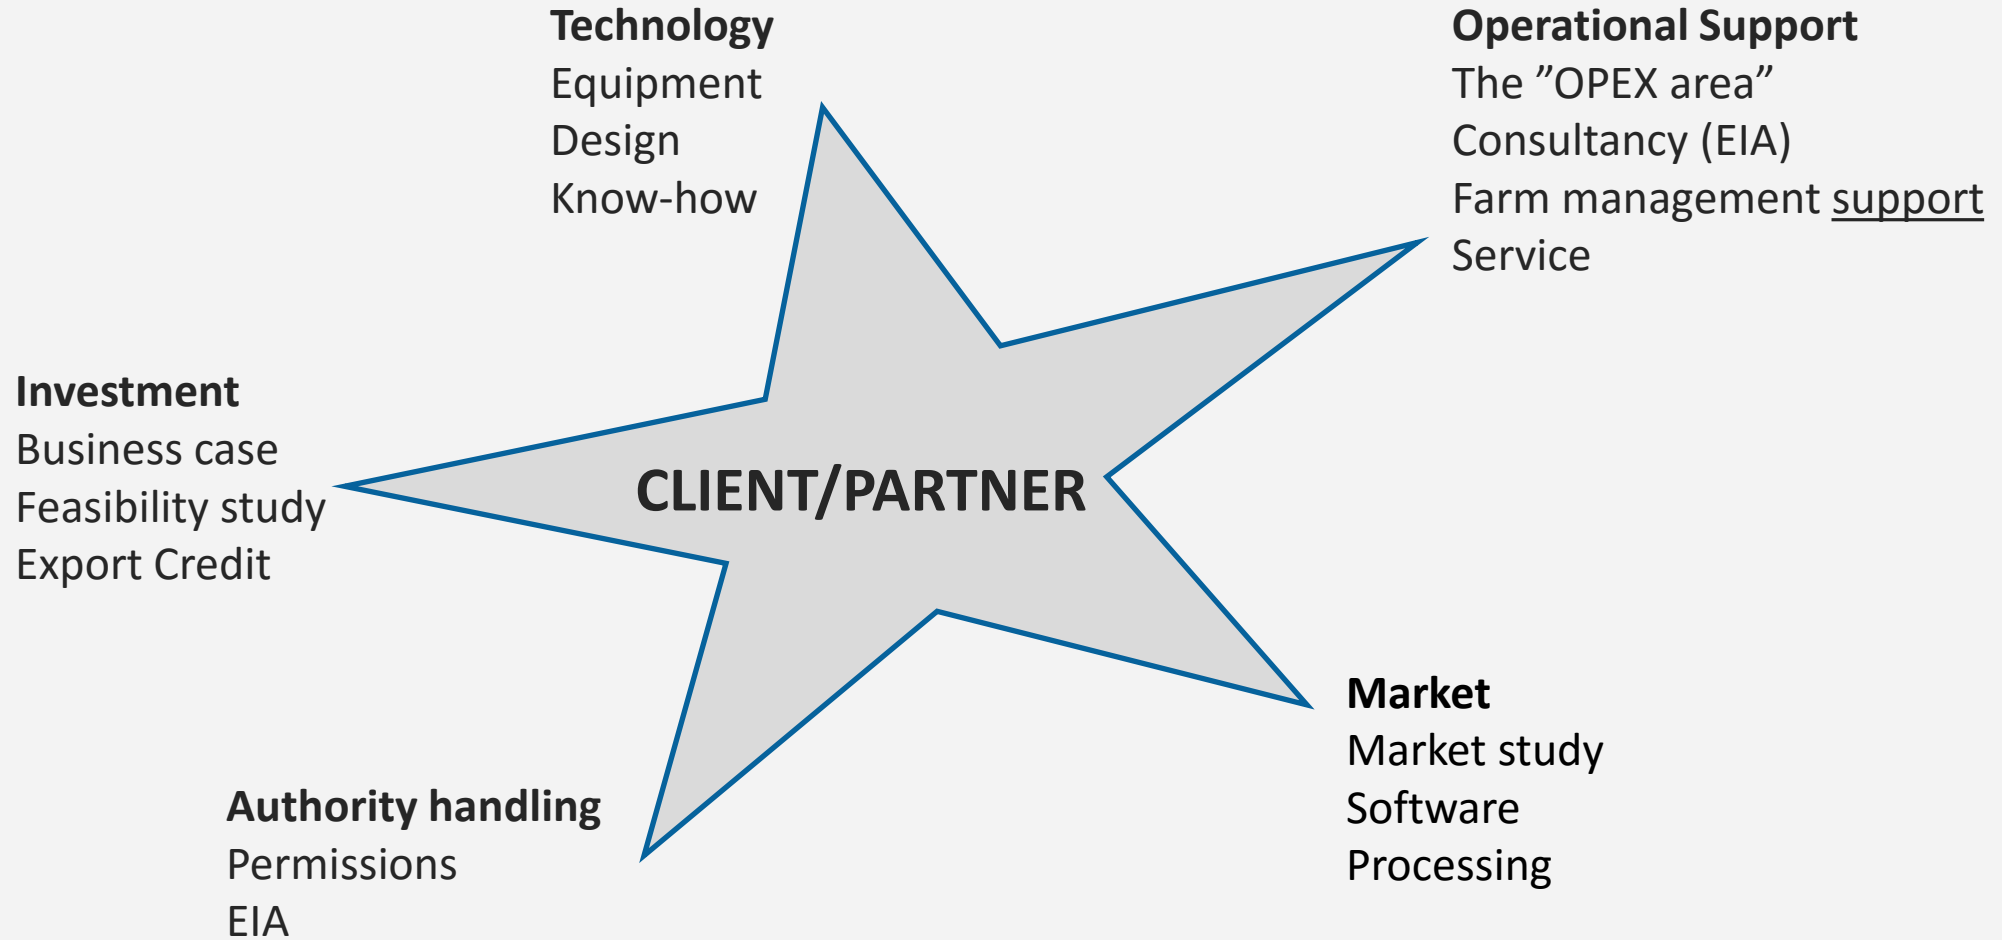 Technology
Equipment
Design
Know-how
Operational Support
The ”OPEX area”
Consultancy (EIA)
Farm management support
Service
Investment
Business case
Feasibility study
Export Credit
CLIENT/PARTNER
Market
Market study
Software
Processing
Authority handling
Permissions
EIA